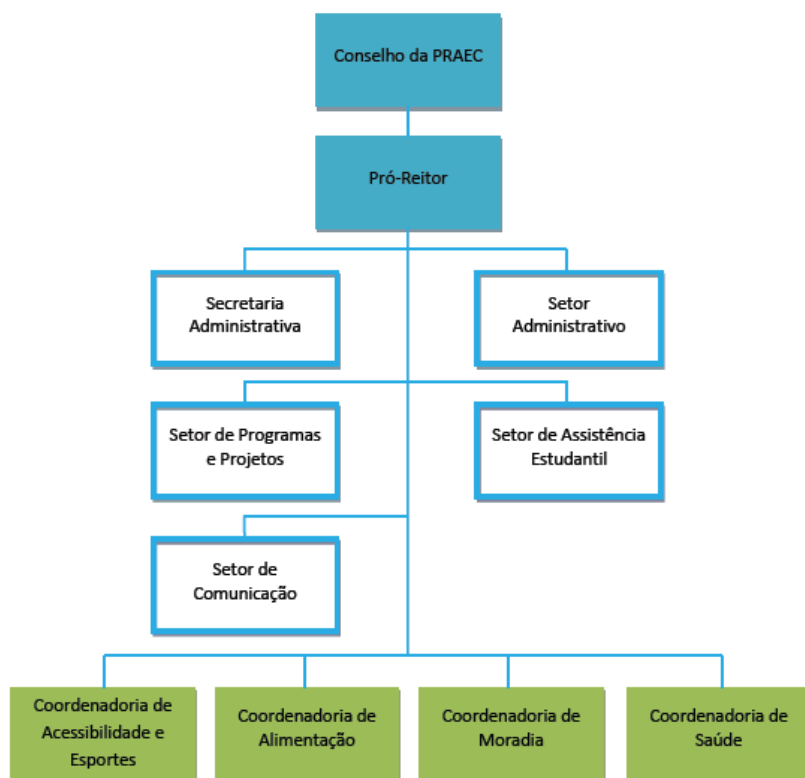 Conselho da PRAEC
Pró-Reitor
Secretaria
Administrativa
Setor
Administrativo
Setor de Programas
e Projetos
Setor de Assistência
Estudantil
Setor de
Comunicação
Coordenadoria de
Acessibilidade e
Esportes
Coordenadoria de
Alimentação
Coordenadoria de
Moradia
Coordenadoria de
Saúde